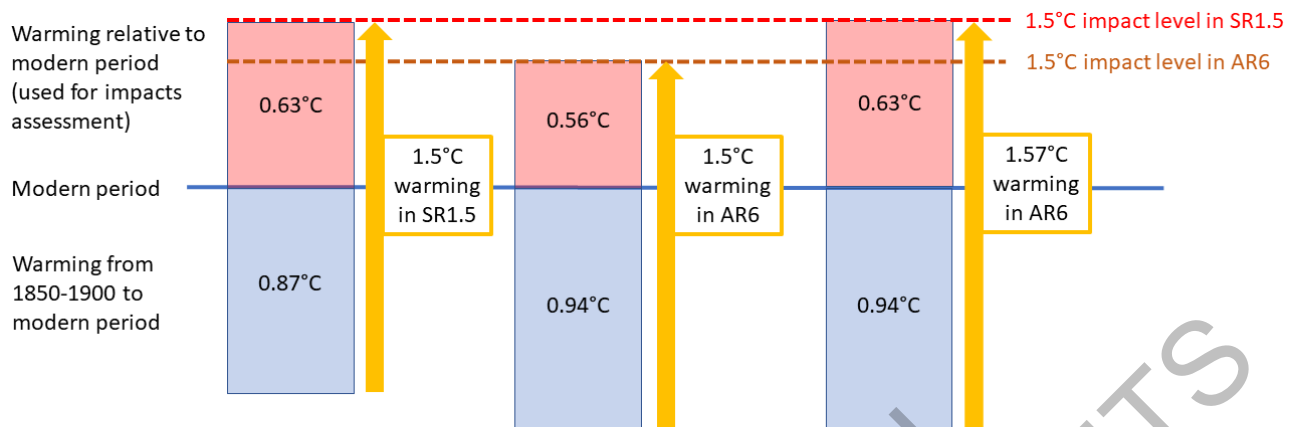 Warming relative to
modern period
(used for impacts
assessment)
0.63°C
0.56°C
0.63°C
1.5°C impact level in SR1.5
1.5°C impact level in AR6
1.5°C
warming
in SR1.5
1.5°C
warming
in AR6
1.57°C
warming
in AR6
Modern period
Warming from
1850-1900 to
modern period
0.87°C
0.94°C
0.94°C